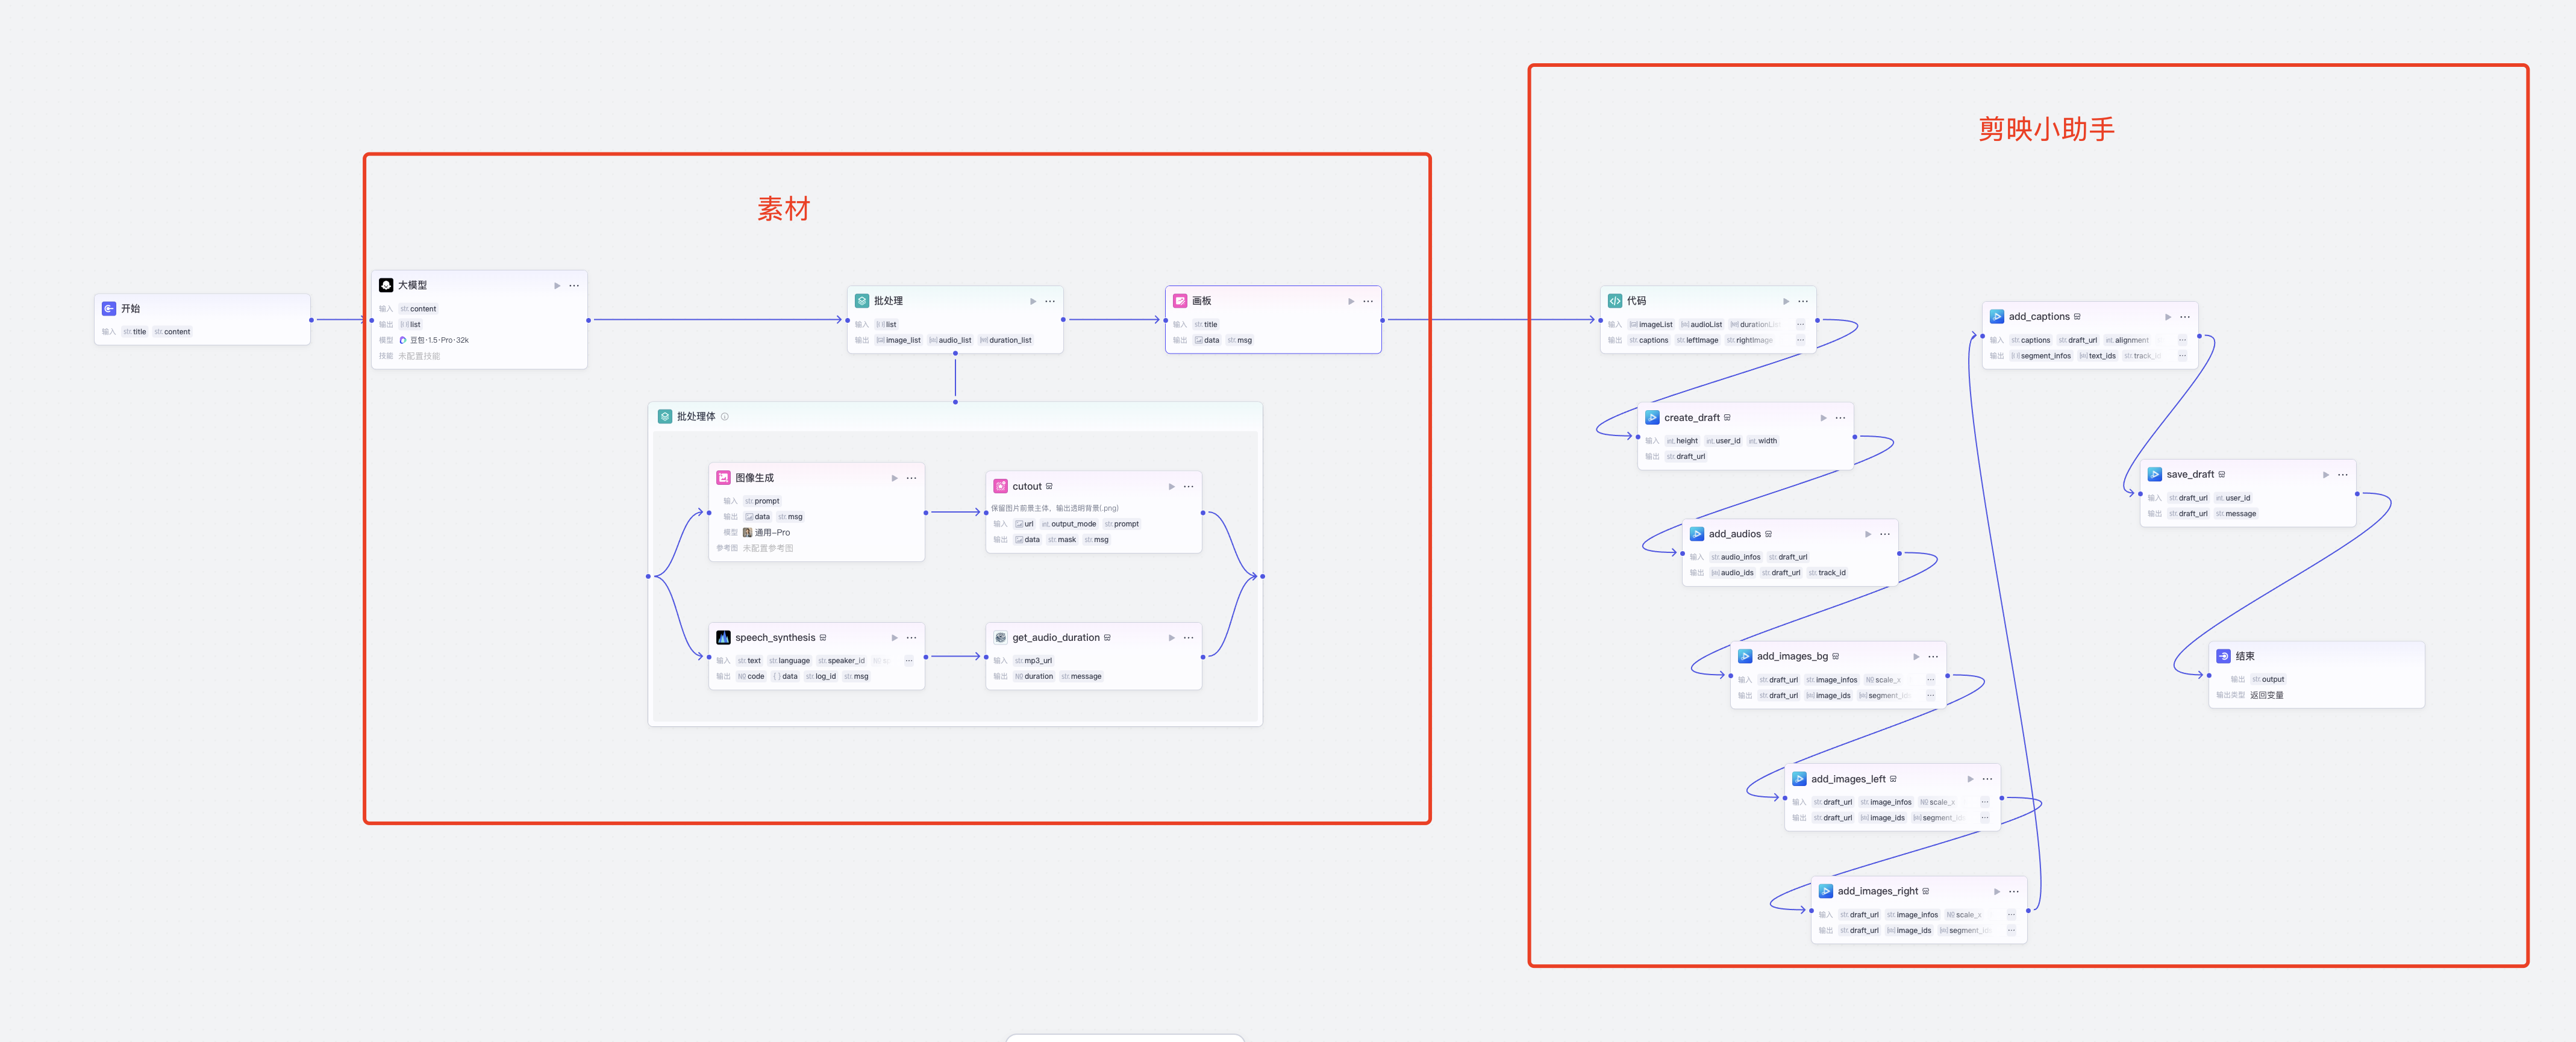 剪映小助手
素材
开始
输入 str. title str. content
大模型
输入 str. content
输出 list
模型 豆包·1.5·Pro·32k
技能 未配置技能
批处理
输入 list
输出 image_list audio_list duration_list
画板
输入 str. title
输出 data str. msg
批处理体
图像生成
输入 str. prompt
输出 data str. msg
模型 通用-Pro
参考图 未配置参考图
cutout
保留图片前景主体，输出透明背景(.png)
输入 url int. output_mode str. prompt
输出 data str. mask str. msg
speech_synthesis
输入 str. text str. language str. speaker_id ...
输出 code data str. log_id str. msg
get_audio_duration
输入 str. mp3_url
输出 duration str. message
代码
输入 imageList audioList durationList ...
输出 str. captions str. leftImage str. rightImage ...
create_draft
输入 int. height int. user_id int. width
输出 str. draft_url
add_audios
输入 str. audio_infos str. draft_url
输出 audio_ids str. draft_url str. track_id
add_images_bg
输入 str. draft_url str. image_infos scale_x ...
输出 str. draft_url image_ids segment_ids ...
add_images_left
输入 str. draft_url str. image_infos scale_x ...
输出 str. draft_url image_ids segment_ids ...
add_images_right
输入 str. draft_url str. image_infos scale_x ...
输出 str. draft_url image_ids segment_ids ...
add_captions
输入 str. captions str. draft_url int. alignment ...
输出 segment_infos text_ids str. track_id ...
save_draft
输入 str. draft_url int. user_id
输出 str. draft_url str. message
结束
输出 str. output
输出类型 返回变量